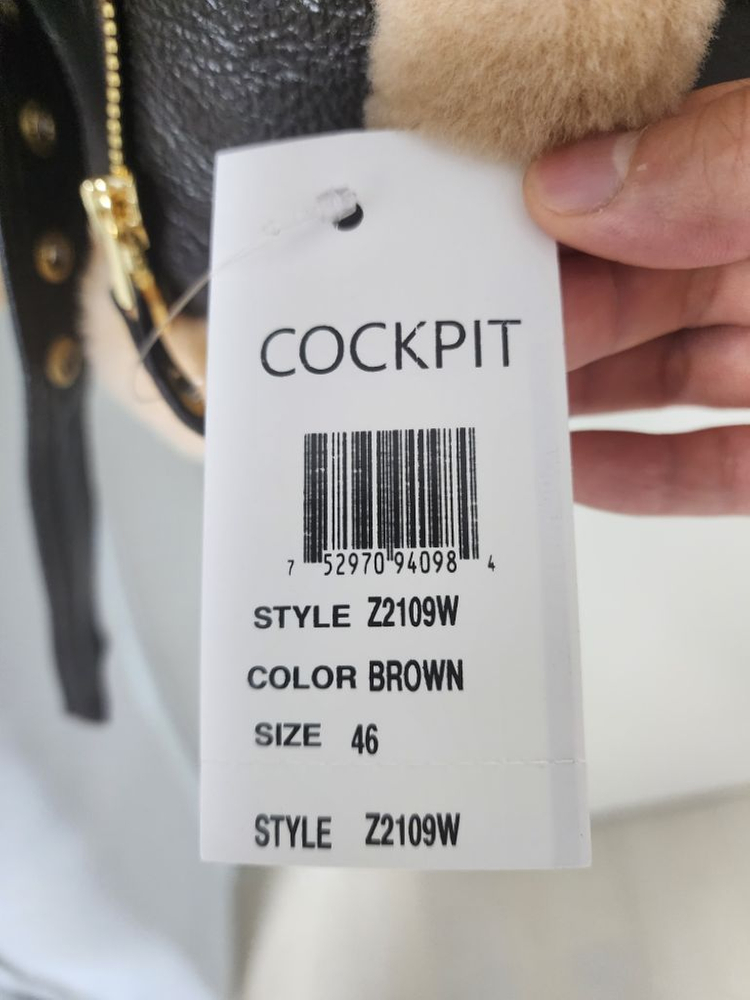 COCKPIT
7 52970 94098 4
STYLE Z2109W
COLOR BROWN
SIZE 46
STYLE Z2109W